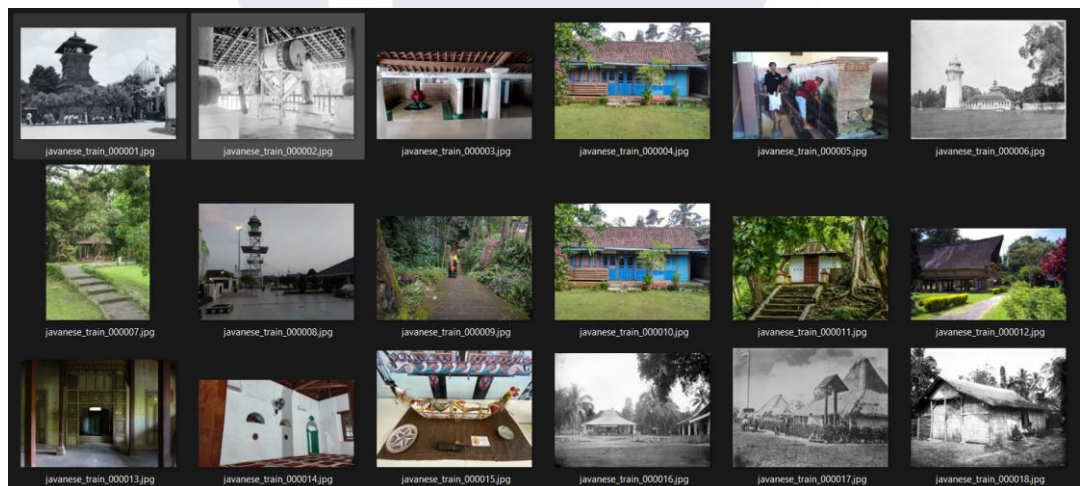 javanese_train_000001.jpg
javanese_train_000002.jpg
javanese_train_000003.jpg
javanese_train_000004.jpg
javanese_train_000005.jpg
javanese_train_000006.jpg
javanese_train_000007.jpg
javanese_train_000008.jpg
javanese_train_000009.jpg
javanese_train_000010.jpg
javanese_train_000011.jpg
javanese_train_000012.jpg
javanese_train_000013.jpg
javanese_train_000014.jpg
javanese_train_000015.jpg
javanese_train_000016.jpg
javanese_train_000017.jpg
javanese_train_000018.jpg